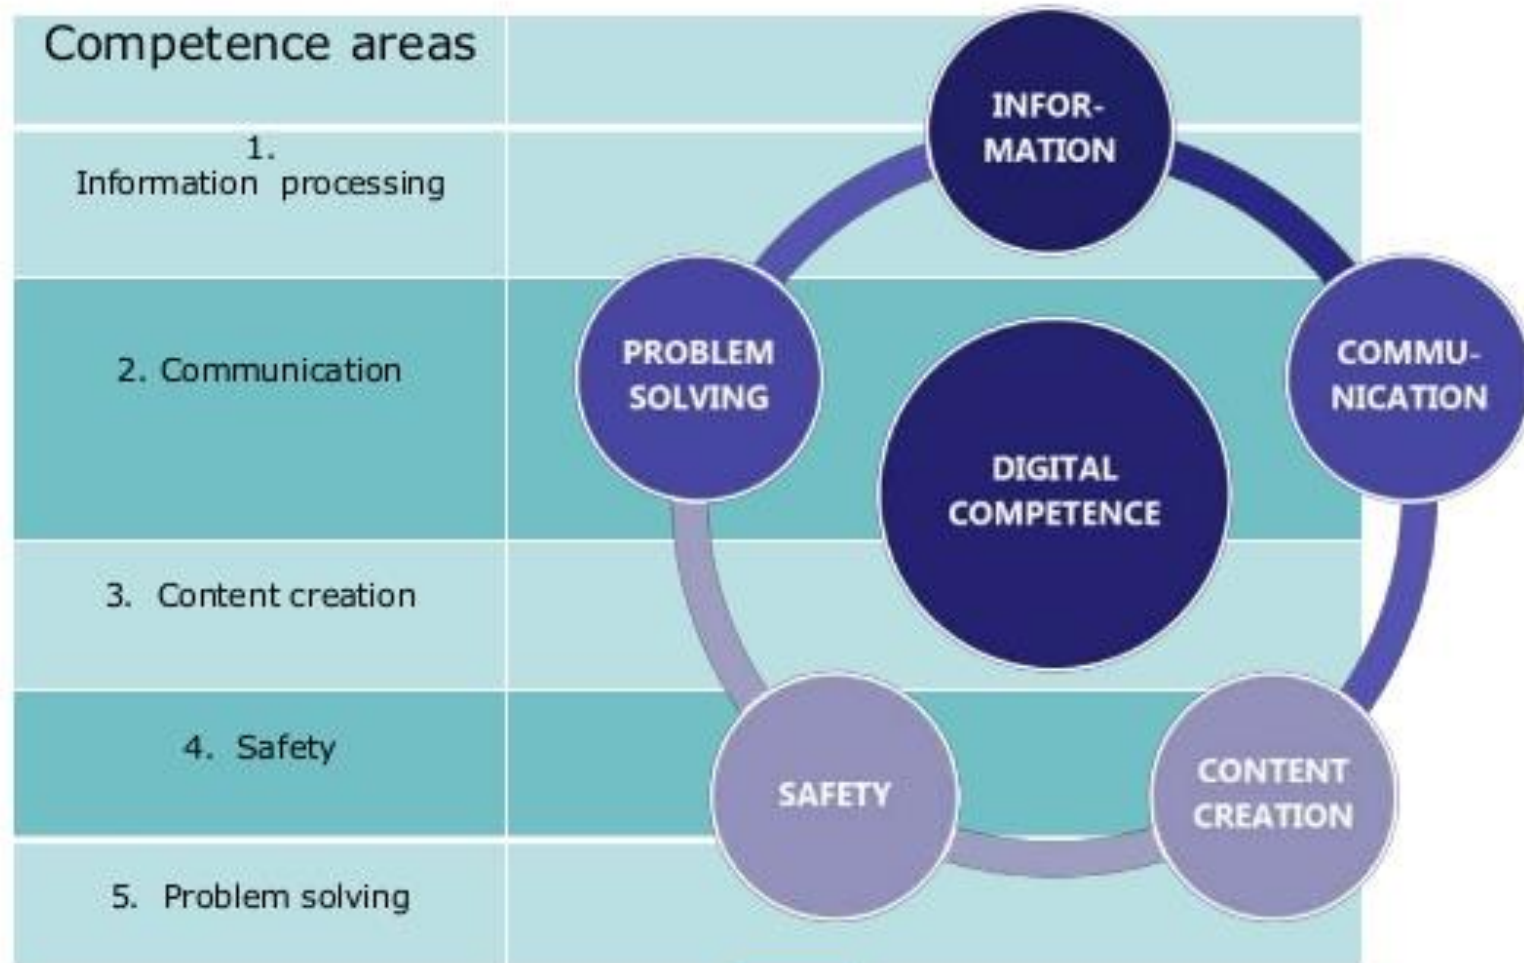 Competence areas
1.
Information processing
2. Communication
3. Content creation
4. Safety
5. Problem solving
INFOR-
MATION
COMMU-
NICATION
CONTENT
CREATION
SAFETY
PROBLEM
SOLVING
DIGITAL
COMPETENCE